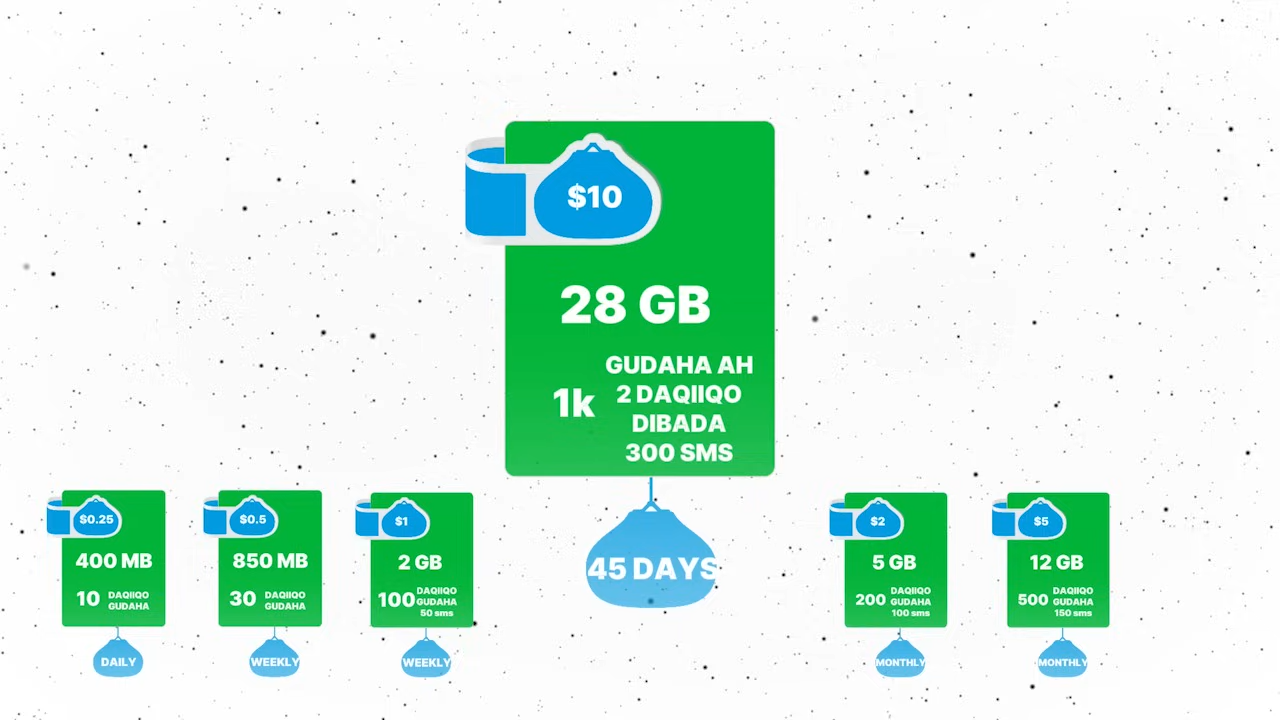 $10
28 GB
1k
GUDAHA AH
2 DAQIIQO
DIBADA
300 SMS
45 DAYS
$0.25
400 MB
10
DAQIIQO
GUDAHA
DAILY
$0.5
850 MB
30
DAQIIQO
GUDAHA
WEEKLY
$1
2 GB
100
DAQIIQO
GUDAHA
50 sms
WEEKLY
$2
5 GB
200
DAQIIQO
GUDAHA
100 sms
MONTHLY
$5
12 GB
500
DAQIIQO
GUDAHA
150 sms
MONTHLY